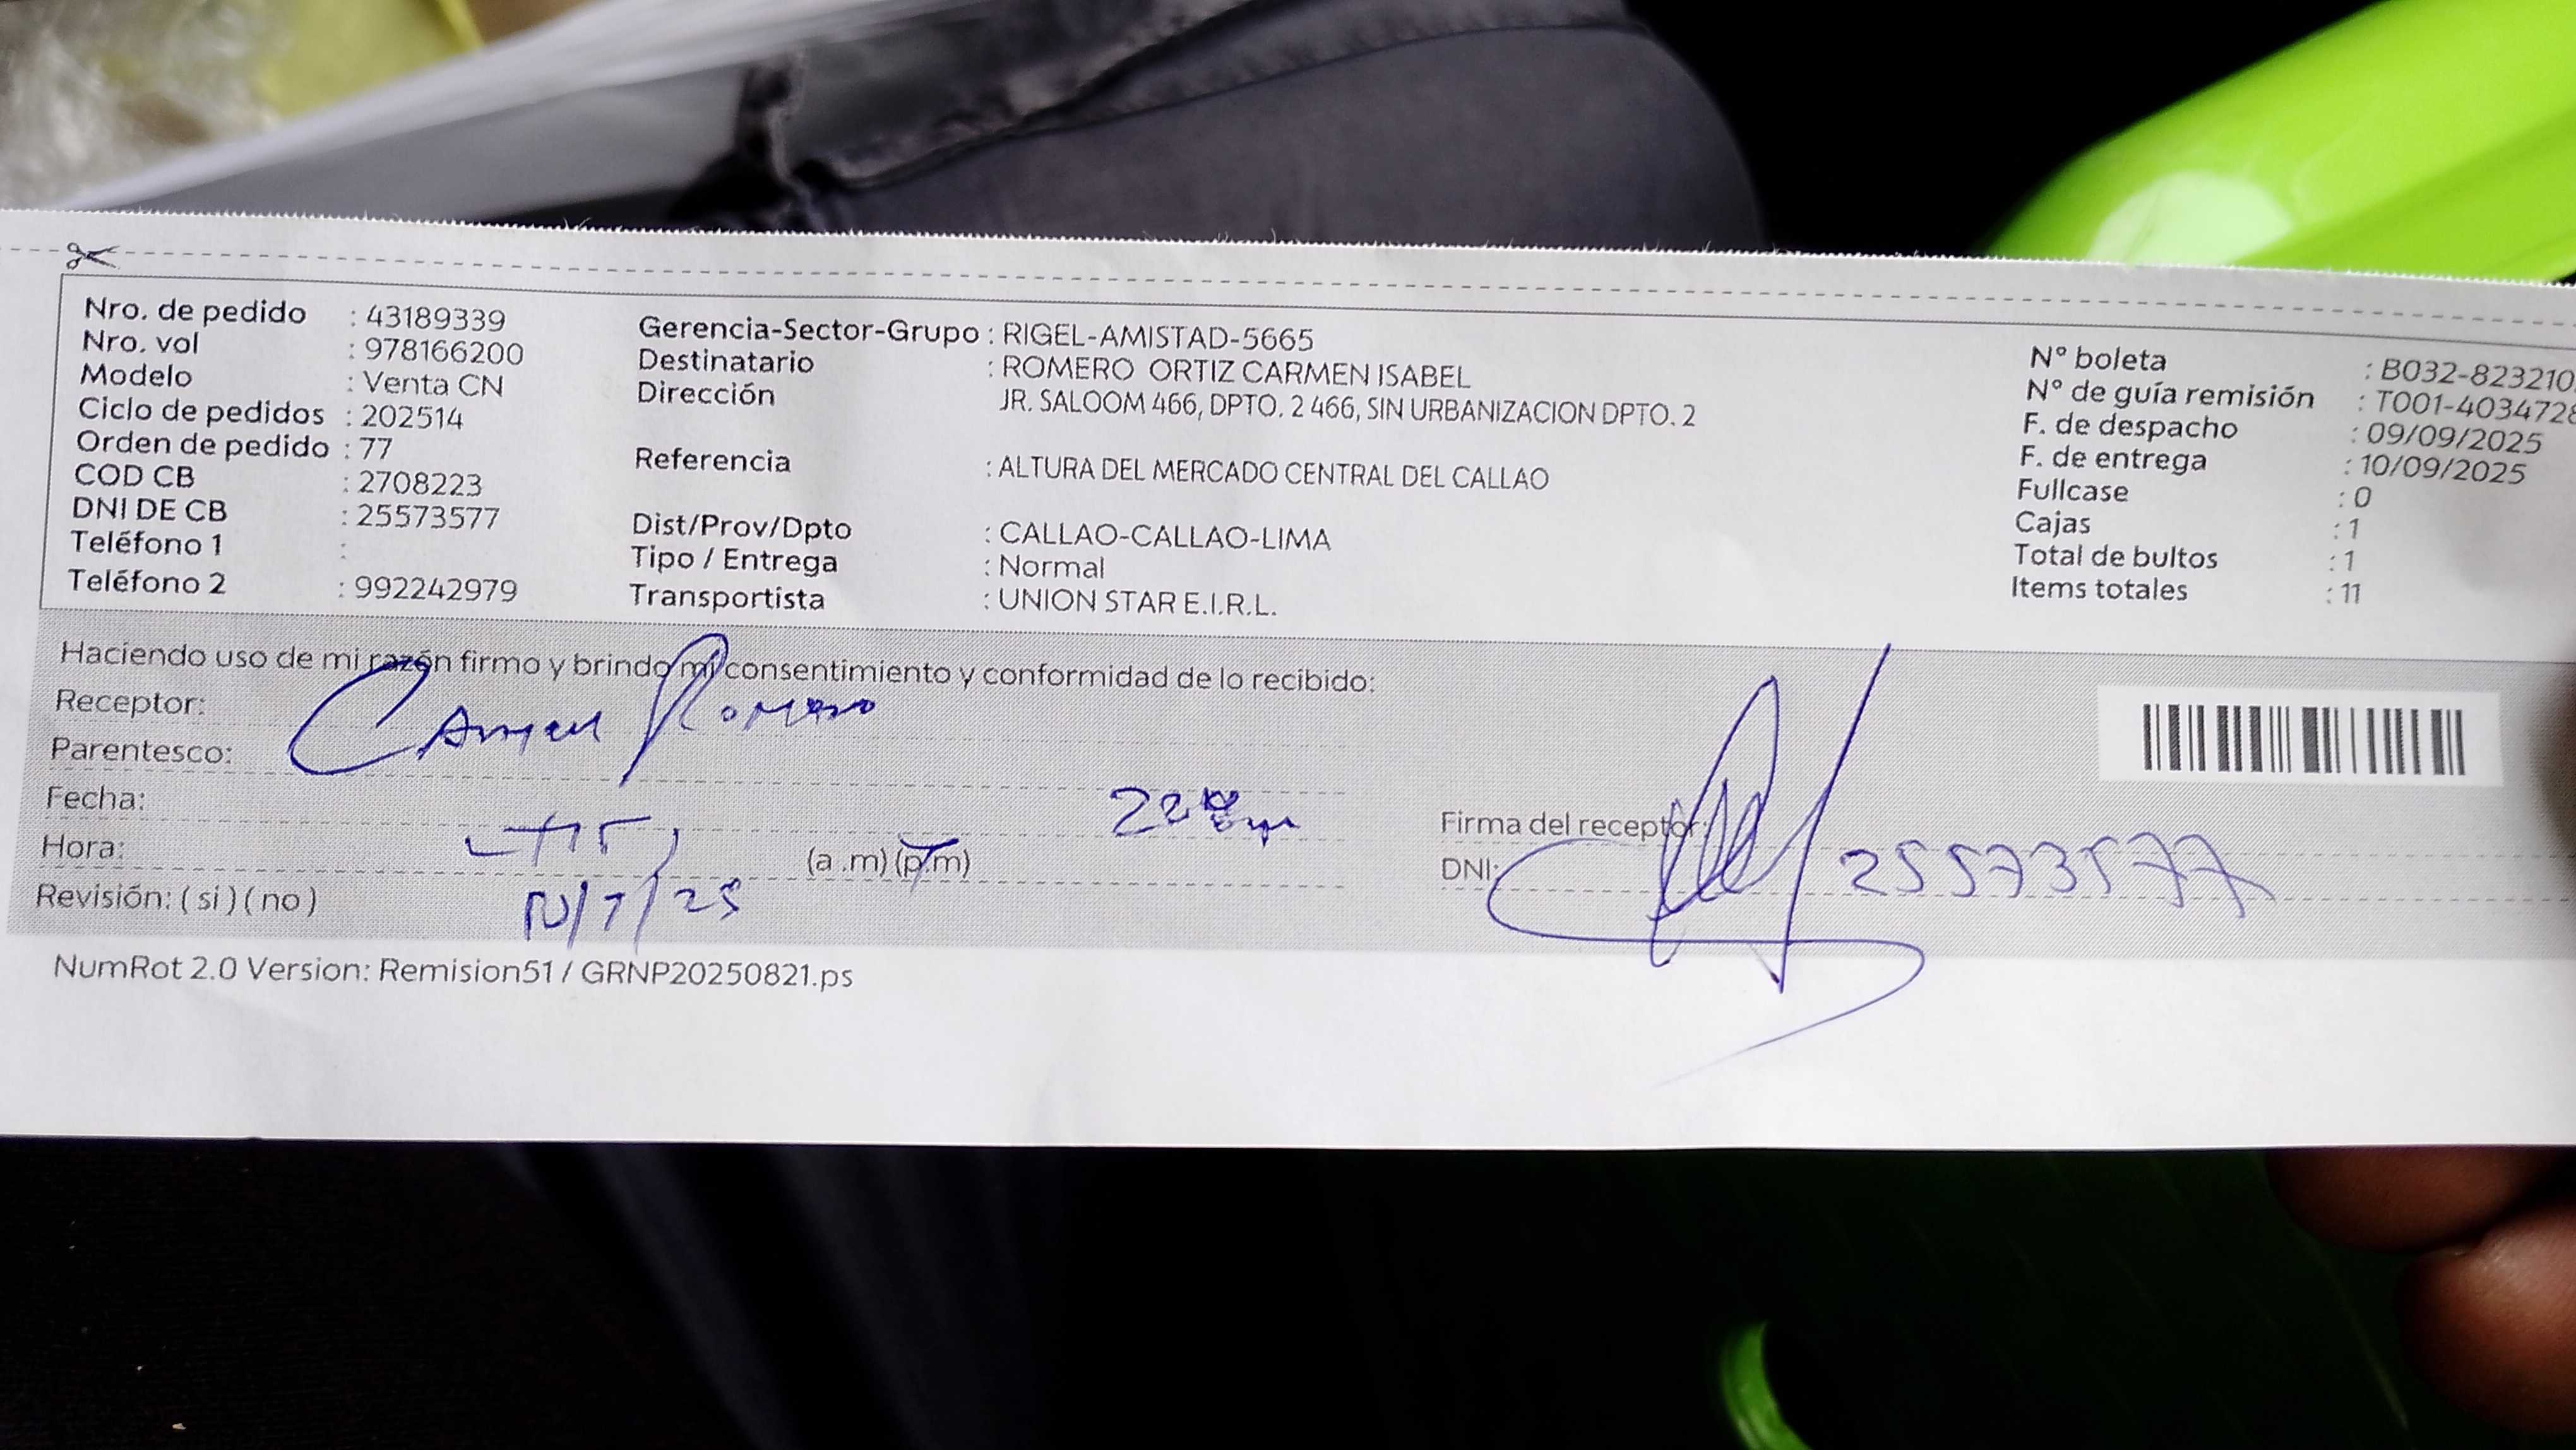 Nro. de pedido : 43189339
Nro. vol : 978166200
Modelo : Venta CN
Ciclo de pedidos : 202514
Orden de pedido : 77
COD CB : 2708223
DNI DE CB : 25573577
Teléfono 1 :
Teléfono 2 : 992242979
Gerencia-Sector-Grupo : RIGEL-AMISTAD-5665
Destinatario : ROMERO ORTIZ CARMEN ISABEL
Dirección JR. SALOOM 466, DPTO. 2 466, SIN URBANIZACION DPTO. 2
Referencia : ALTURA DEL MERCADO CENTRAL DEL CALLAO
Dist/Prov/Dpto : CALLAO-CALLAO-LIMA
Tipo / Entrega : Normal
Transportista : UNION STAR E.I.R.L.
N° boleta : B032-823210
N° de guía remisión : T001-4034728
F. de despacho : 09/09/2025
F. de entrega : 10/09/2025
Fullcase : 0
Cajas : 1
Total de bultos : 1
Items totales : 11
Haciendo uso de mi razón firmo y brindo mi consentimiento y conformidad de lo recibido:
Receptor: Carmen Romero
Parentesco:
Fecha:
Hora: (a .m) (p.m)
Revisión: ( si ) ( no )
Firma del receptor:
DNI: 25573577
NumRot 2.0 Version: Remision51 / GRNP20250821.ps